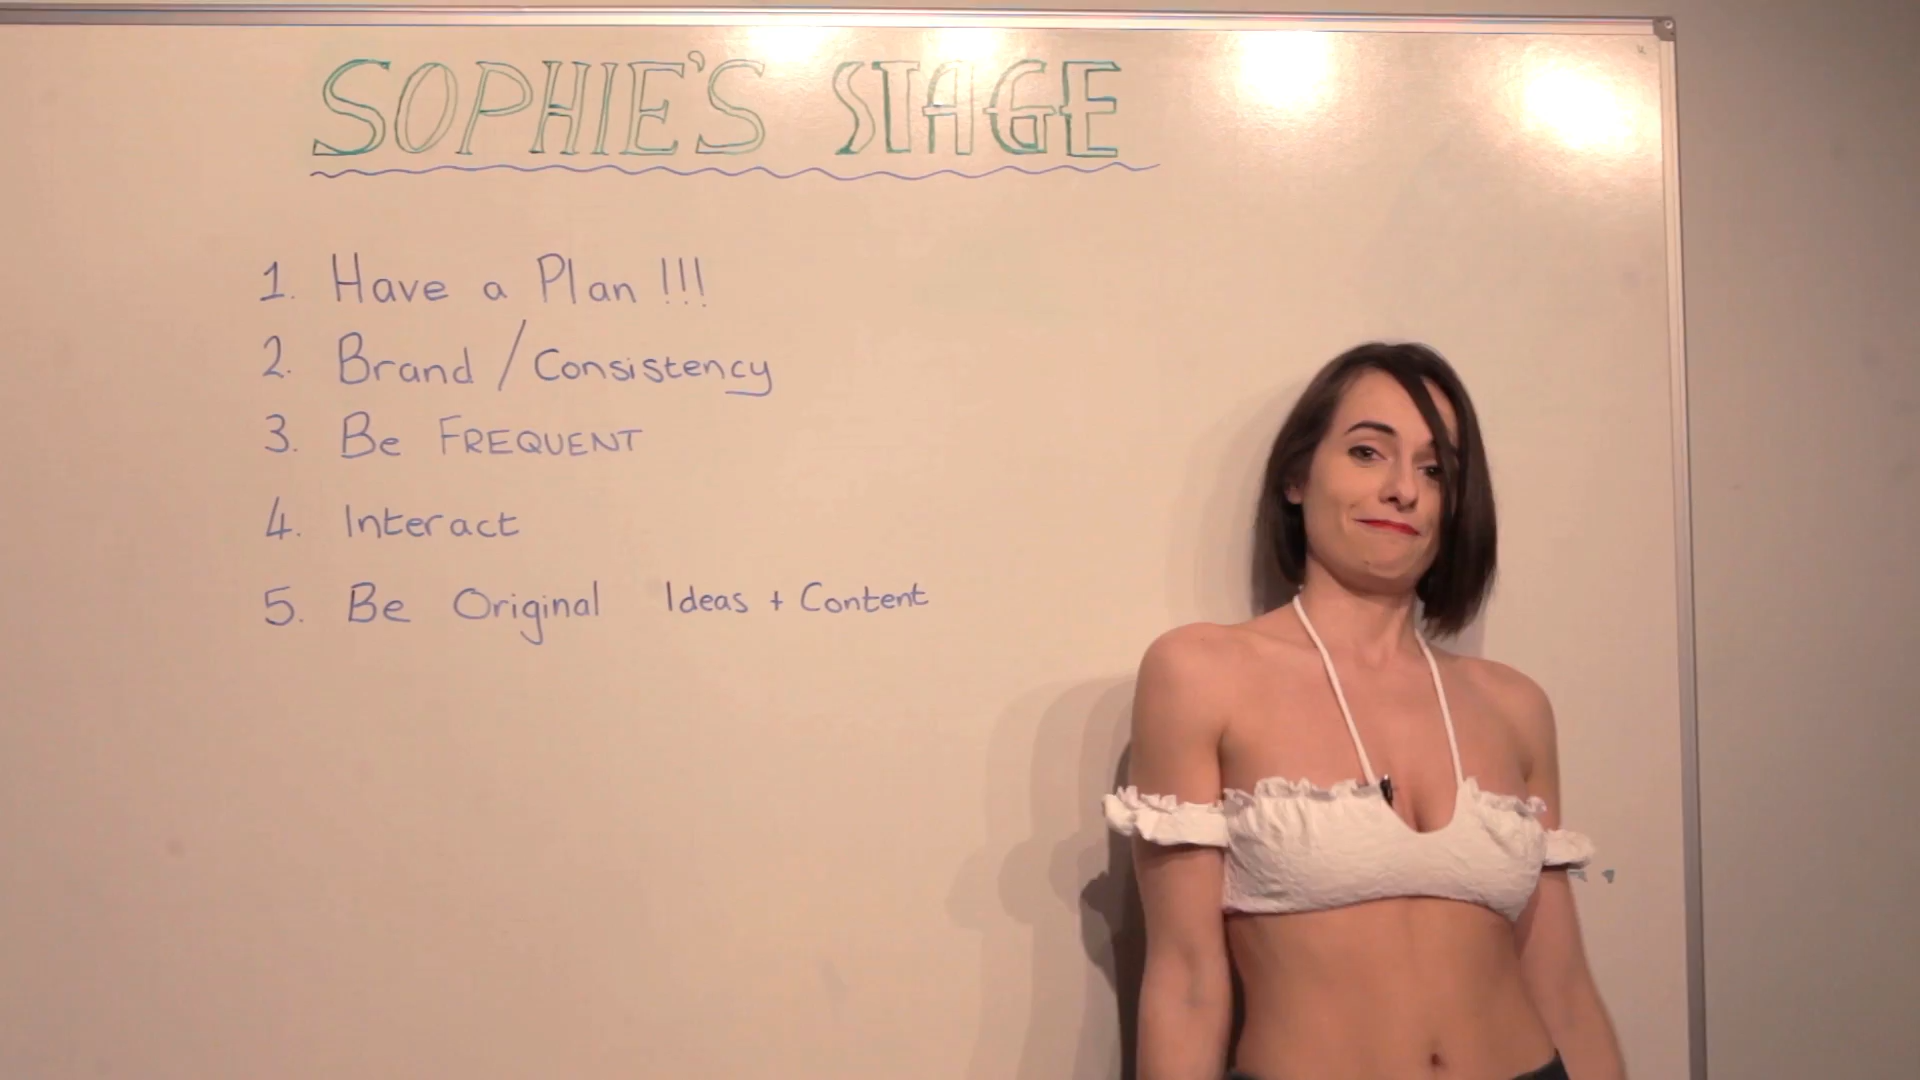 SOPHIE'S STAGE
1. Have a Plan !!!
2. Brand / Consistency
3. Be FREQUENT
4. Interact
5. Be Original Ideas + Content